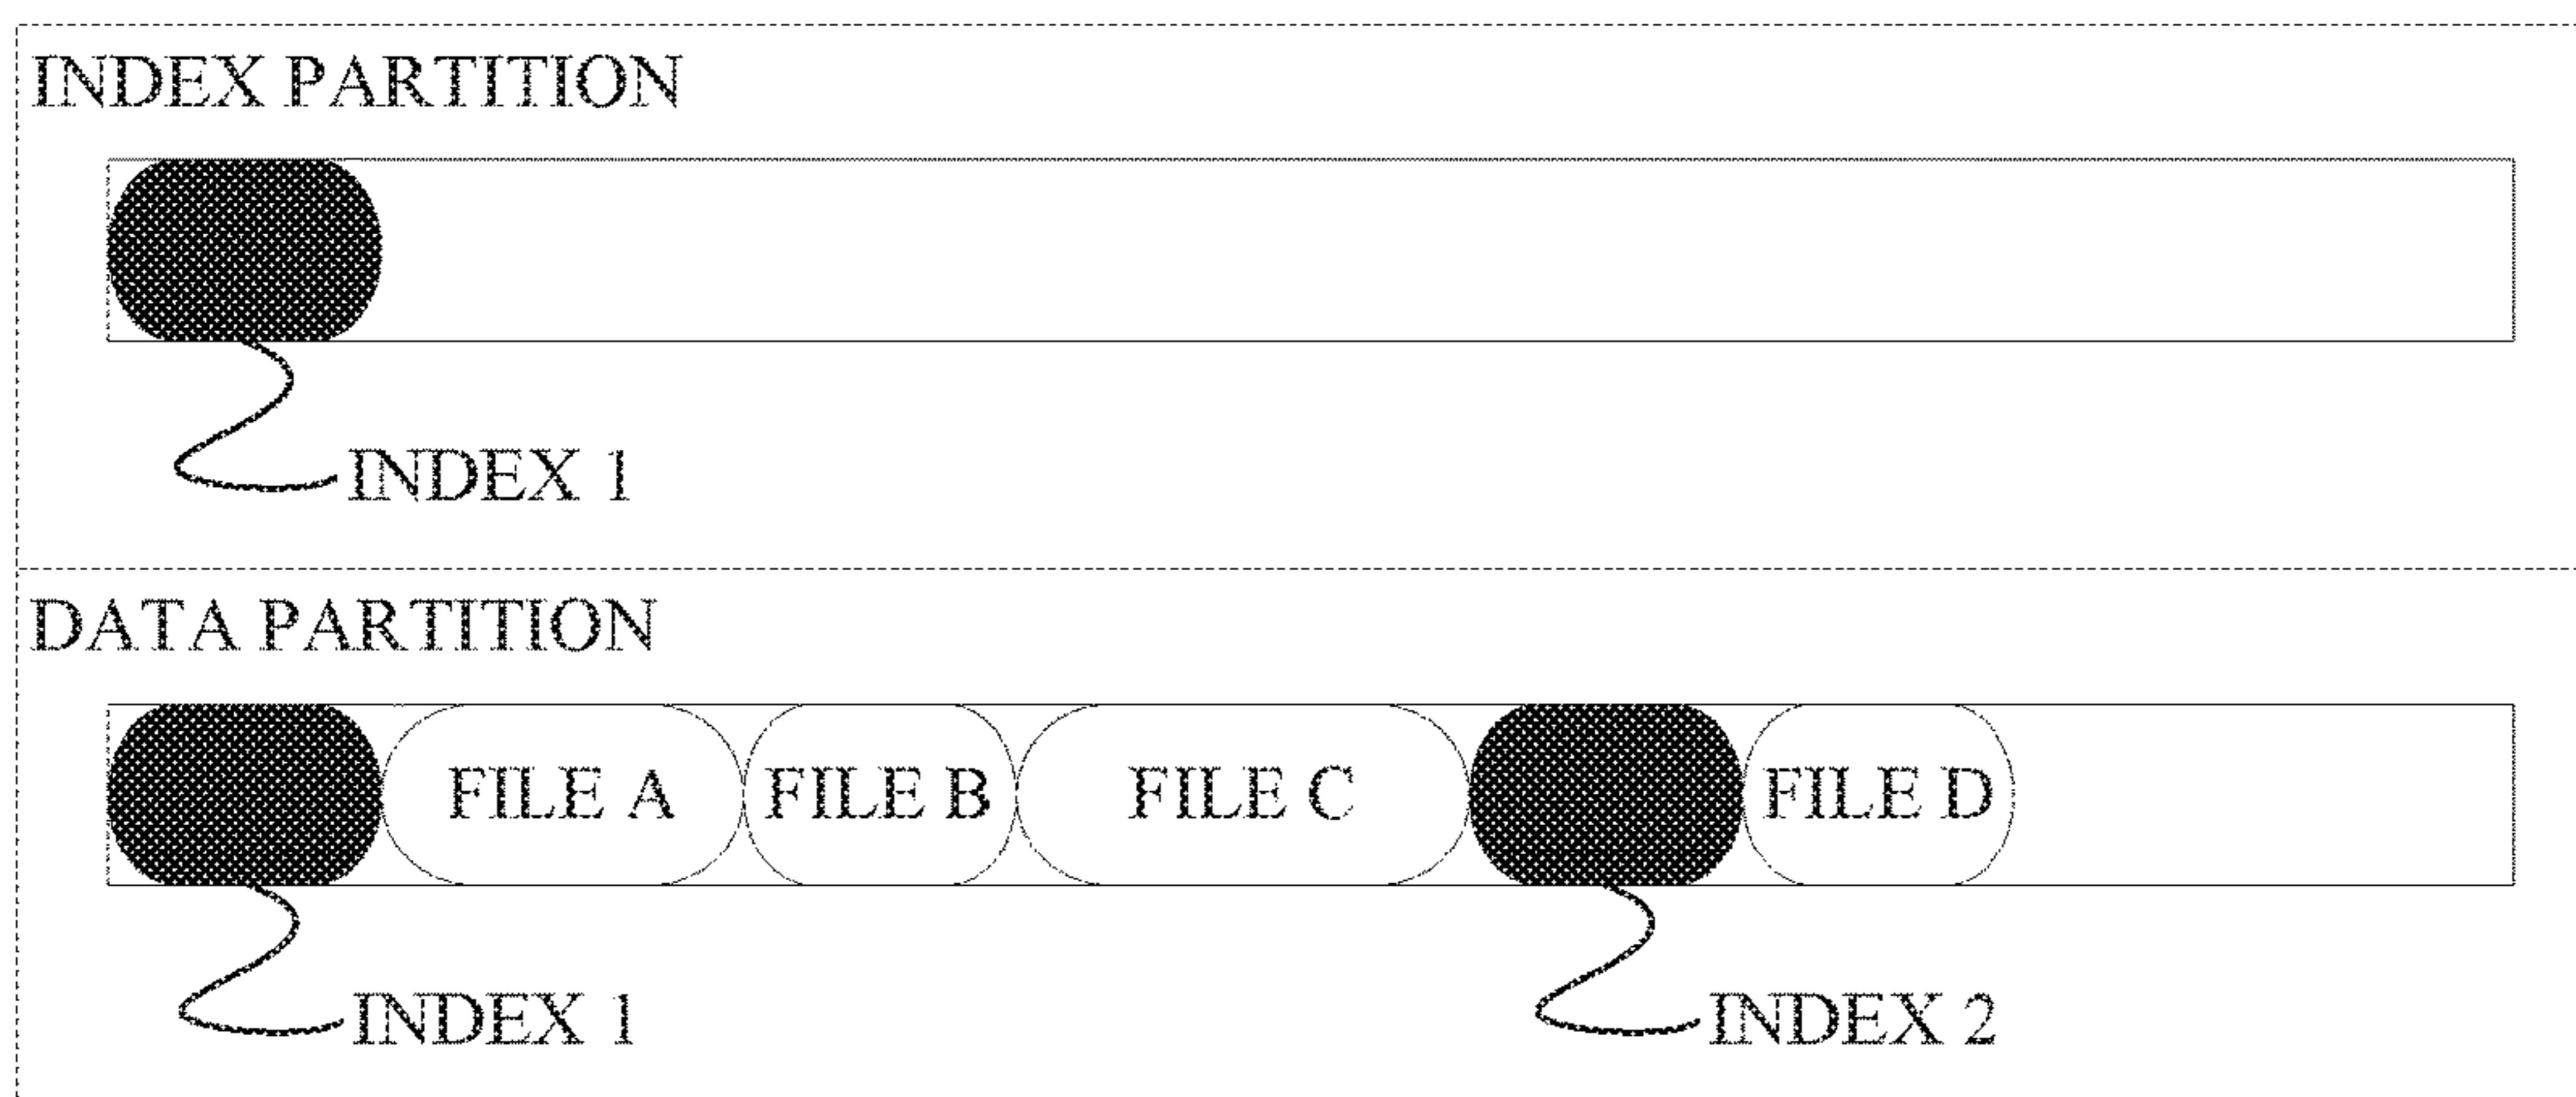 INDEX PARTITION
INDEX 1
DATA PARTITION
FILE A FILE B FILE C FILE D
INDEX 1 INDEX 2